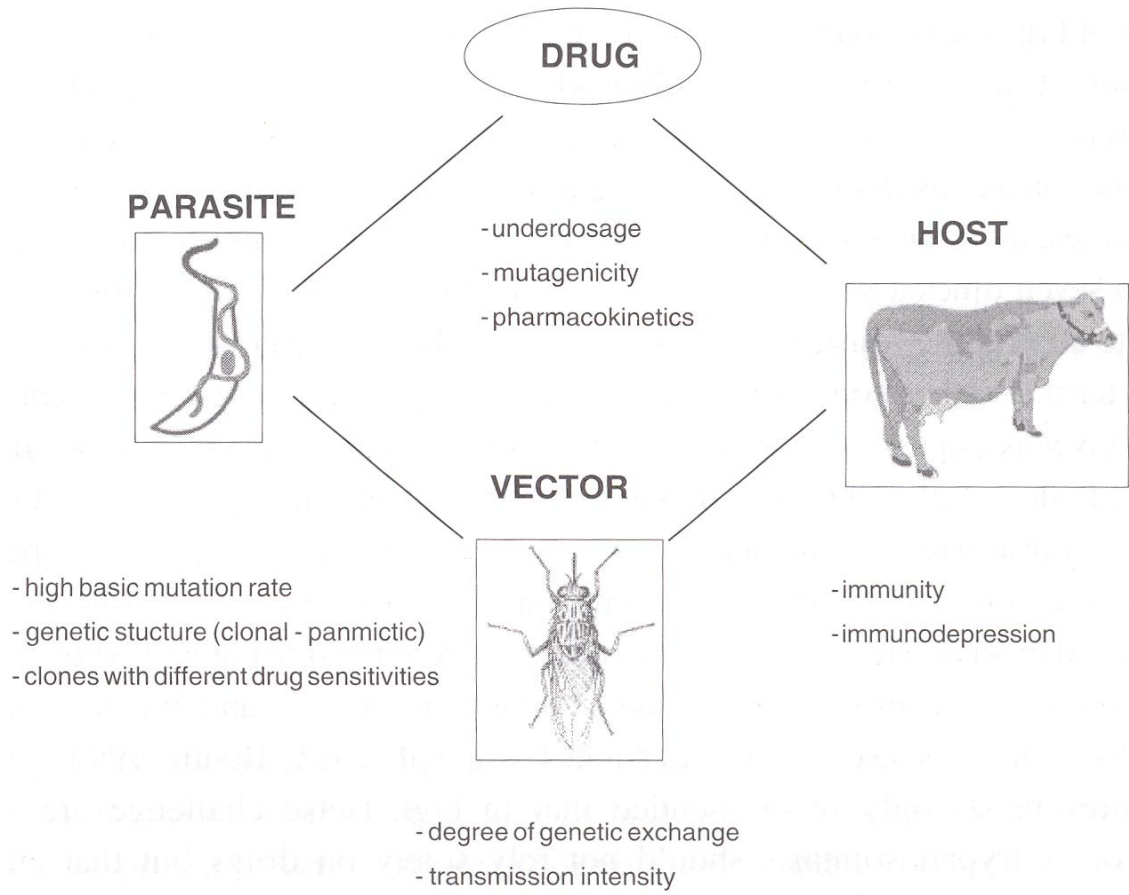 DRUG
PARASITE
- underdosage
- mutagenicity
- pharmacokinetics
HOST
VECTOR
- high basic mutation rate
- genetic stucture (clonal - panmictic)
- clones with different drug sensitivities
- immunity
- immunodepression
- degree of genetic exchange
- transmission intensity